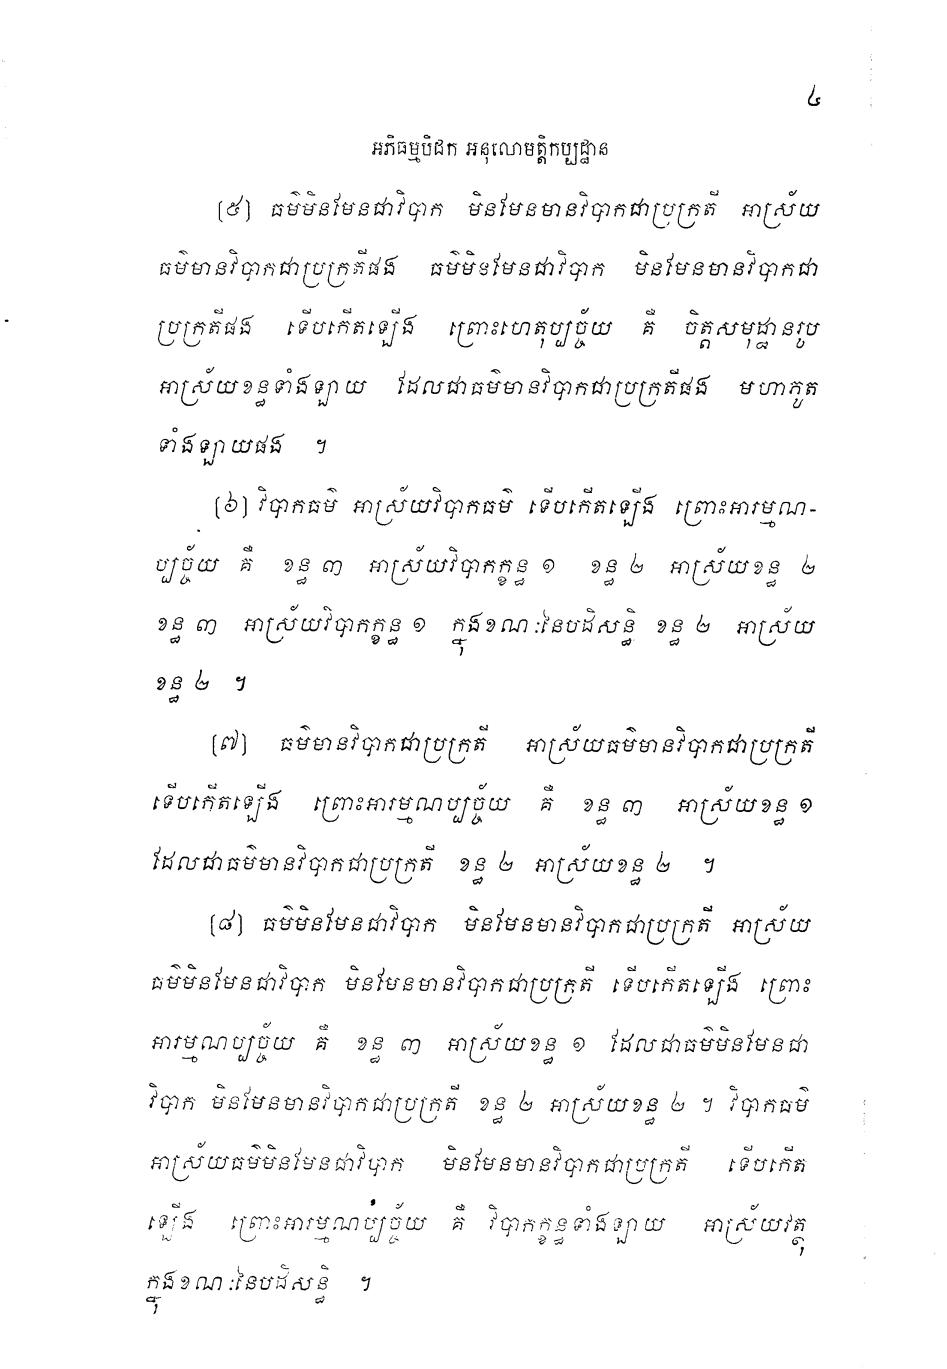 ៤
អភិធម្មបិដក អនុលោមត្តិកប្បដ្ឋាន
[៥] ធម៌មិនមែនជាវិបាក មិនមែនមានវិបាកជាប្រក្រតី អាស្រ័យ
ធម៌មានវិបាកជាប្រក្រតីផង ធម៌មិនមែនជាវិបាក មិនមែនមានវិបាកជា
ប្រក្រតីផង ទើបកើតឡើង ព្រោះហេតុប្បច្ច័យ គឺ ចិត្តសមុដ្ឋានរូប
អាស្រ័យខន្ធទាំងឡាយ ដែលជាធម៌មានវិបាកជាប្រក្រតីផង មហាភូត
ទាំងឡាយផង ។
[៦] វិបាកធម៌ អាស្រ័យវិបាកធម៌ ទើបកើតឡើង ព្រោះអារម្មណ-
ប្បច្ច័យ គឺ ខន្ធ ៣ អាស្រ័យវិបាកក្ខន្ធ ១ ខន្ធ ២ អាស្រ័យខន្ធ ២
ខន្ធ ៣ អាស្រ័យវិបាកក្ខន្ធ ១ ក្នុងខណៈនៃបដិសន្ធិ ខន្ធ ២ អាស្រ័យ
ខន្ធ ២ ។
[៧] ធម៌មានវិបាកជាប្រក្រតី អាស្រ័យធម៌មានវិបាកជាប្រក្រតី
ទើបកើតឡើង ព្រោះអារម្មណប្បច្ច័យ គឺ ខន្ធ ៣ អាស្រ័យខន្ធ ១
ដែលជាធម៌មានវិបាកជាប្រក្រតី ខន្ធ ២ អាស្រ័យខន្ធ ២ ។
[៨] ធម៌មិនមែនជាវិបាក មិនមែនមានវិបាកជាប្រក្រតី អាស្រ័យ
ធម៌មិនមែនជាវិបាក មិនមែនមានវិបាកជាប្រក្រតី ទើបកើតឡើង ព្រោះ
អារម្មណប្បច្ច័យ គឺ ខន្ធ ៣ អាស្រ័យខន្ធ ១ ដែលជាធម៌មិនមែនជា
វិបាក មិនមែនមានវិបាកជាប្រក្រតី ខន្ធ ២ អាស្រ័យខន្ធ ២ ។ វិបាកធម៌
អាស្រ័យធម៌មិនមែនជាវិបាក មិនមែនមានវិបាកជាប្រក្រតី ទើបកើត
ឡើង ព្រោះអារម្មណប្បច្ច័យ គឺ វិបាកក្ខន្ធទាំងឡាយ អាស្រ័យវត្ថុ
ក្នុងខណៈនៃបដិសន្ធិ ។